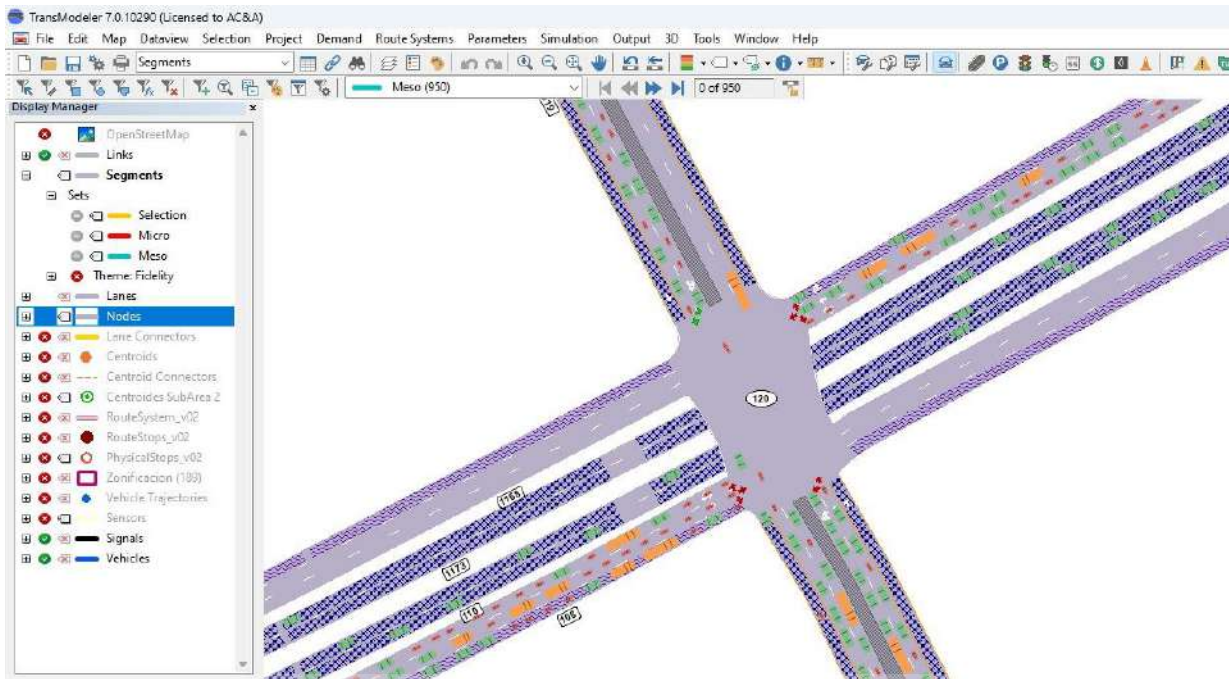 TransModeler 7.0.10290 (Licensed to AC&A)
File Edit Map Dataview Selection Project Demand Route Systems Parameters Simulation Output 3D Tools Window Help
Segments
Meso (950)
0 of 950
Display Manager x
OpenStreetMap
Links
Segments
Sets
Selection
Micro
Meso
Theme: Fidelity
Lanes
Nodes
Lane Connectors
Centroids
Centroid Connectors
Centroides SubArea 2
RouteSystem_v02
RouteStops_v02
PhysicalStops_v02
Zonificacion (189)
Vehicle Trajectories
Sensors
Signals
Vehicles
120
1173